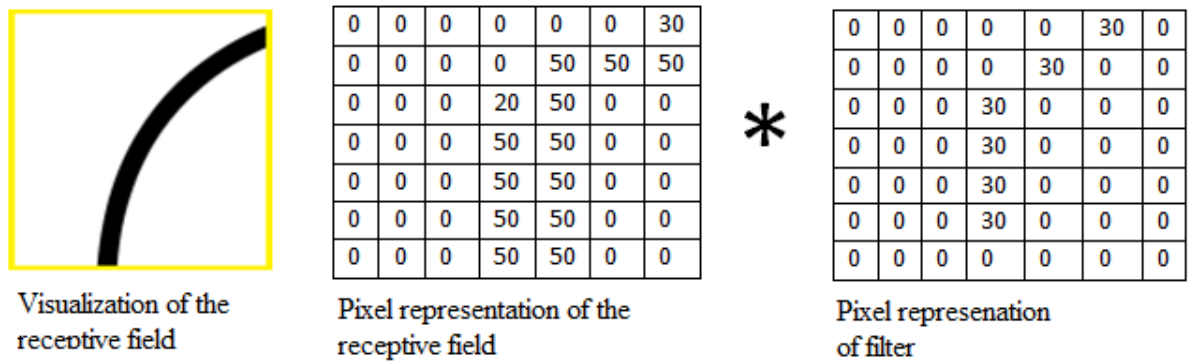 0 0 0 0 0 0 30
0 0 0 0 50 50 50
0 0 0 20 50 0 0
0 0 0 50 50 0 0
0 0 0 50 50 0 0
0 0 0 50 50 0 0
0 0 0 50 50 0 0
*
0 0 0 0 0 30 0
0 0 0 0 30 0 0
0 0 0 30 0 0 0
0 0 0 30 0 0 0
0 0 0 30 0 0 0
0 0 0 30 0 0 0
0 0 0 0 0 0 0
Visualization of the
receptive field
Pixel representation of the
receptive field
Pixel represenation
of filter